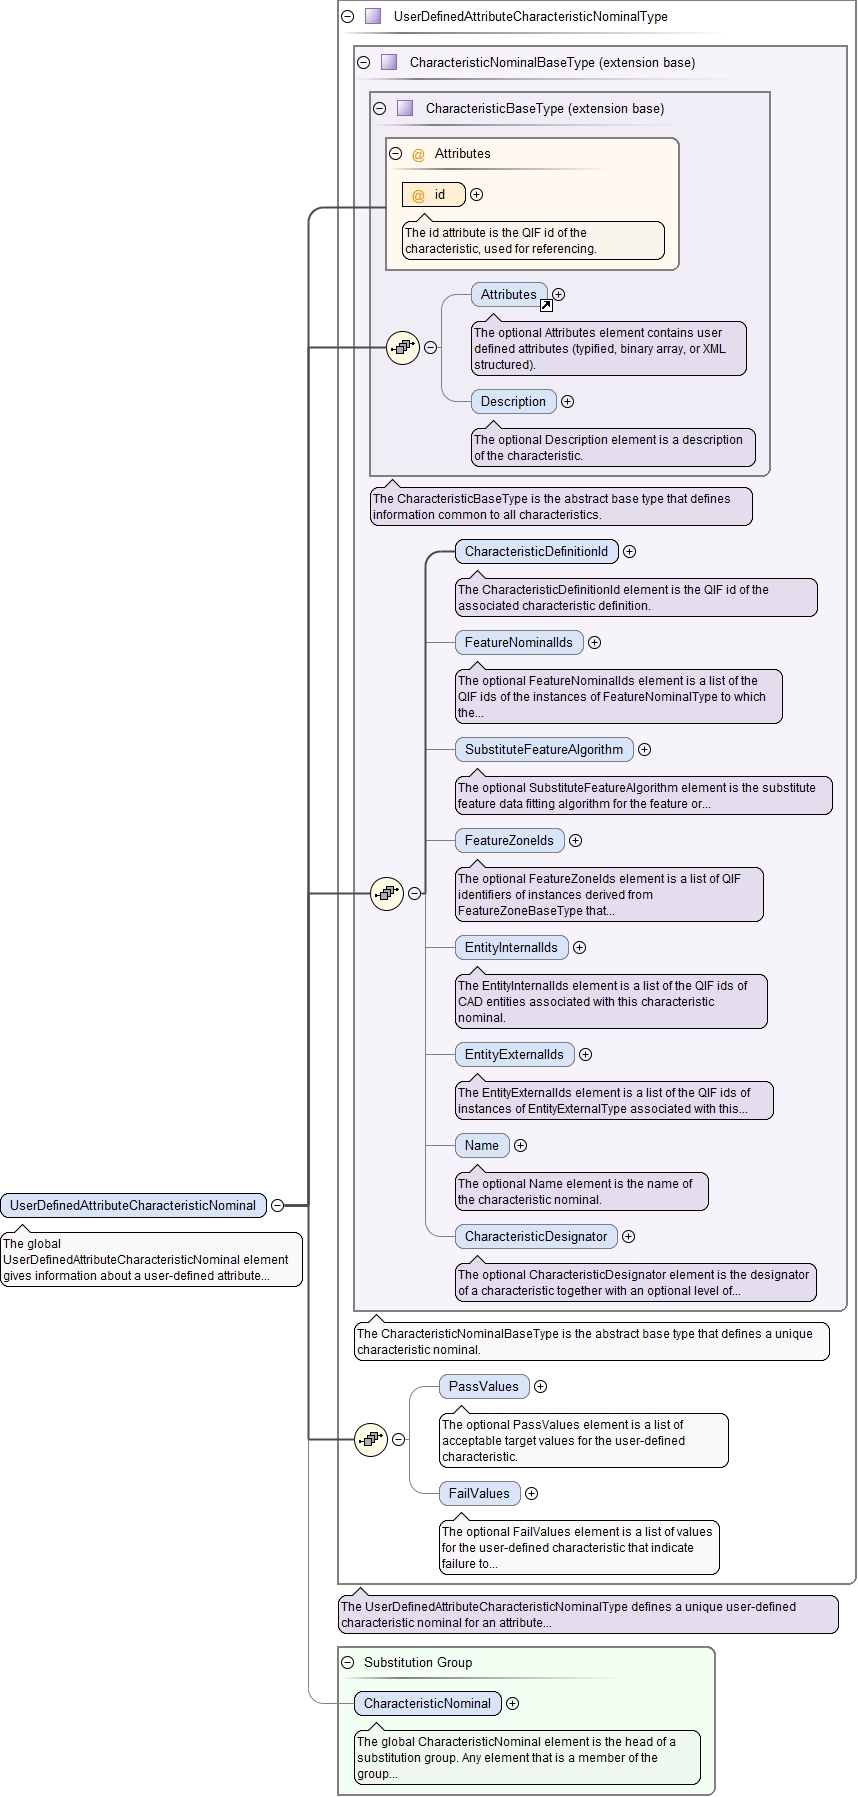 UserDefinedAttributeCharacteristicNominalType
CharacteristicNominalBaseType (extension base)
CharacteristicBaseType (extension base)
@ Attributes
@ id
The id attribute is the QIF id of the
characteristic, used for referencing.
Attributes
The optional Attributes element contains user
defined attributes (typified, binary array, or XML
structured).
Description
The optional Description element is a description
of the characteristic.
The CharacteristicBaseType is the abstract base type that defines
information common to all characteristics.
CharacteristicDefinitionId
The CharacteristicDefinitionId element is the QIF id of the
associated characteristic definition.
FeatureNominalIds
The optional FeatureNominalIds element is a list of the
QIF ids of the instances of FeatureNominalType to which
the...
SubstituteFeatureAlgorithm
The optional SubstituteFeatureAlgorithm element is the substitute
feature data fitting algorithm for the feature or...
FeatureZoneIds
The optional FeatureZoneIds element is a list of QIF
identifiers of instances derived from
FeatureZoneBaseType that...
EntityInternalIds
The EntityInternalIds element is a list of the QIF ids of
CAD entities associated with this characteristic
nominal.
EntityExternalIds
The EntityExternalIds element is a list of the QIF ids of
instances of EntityExternalType associated with this...
Name
The optional Name element is the name of
the characteristic nominal.
UserDefinedAttributeCharacteristicNominal
The global
UserDefinedAttributeCharacteristicNominal element
gives information about a user-defined attribute...
CharacteristicDesignator
The optional CharacteristicDesignator element is the designator
of a characteristic together with an optional level of...
The CharacteristicNominalBaseType is the abstract base type that defines a unique
characteristic nominal.
PassValues
The optional PassValues element is a list of
acceptable target values for the user-defined
characteristic.
FailValues
The optional FailValues element is a list of values
for the user-defined characteristic that indicate
failure to...
The UserDefinedAttributeCharacteristicNominalType defines a unique user-defined
characteristic nominal for an attribute...
Substitution Group
CharacteristicNominal
The global CharacteristicNominal element is the head of a
substitution group. Any element that is a member of the
group...